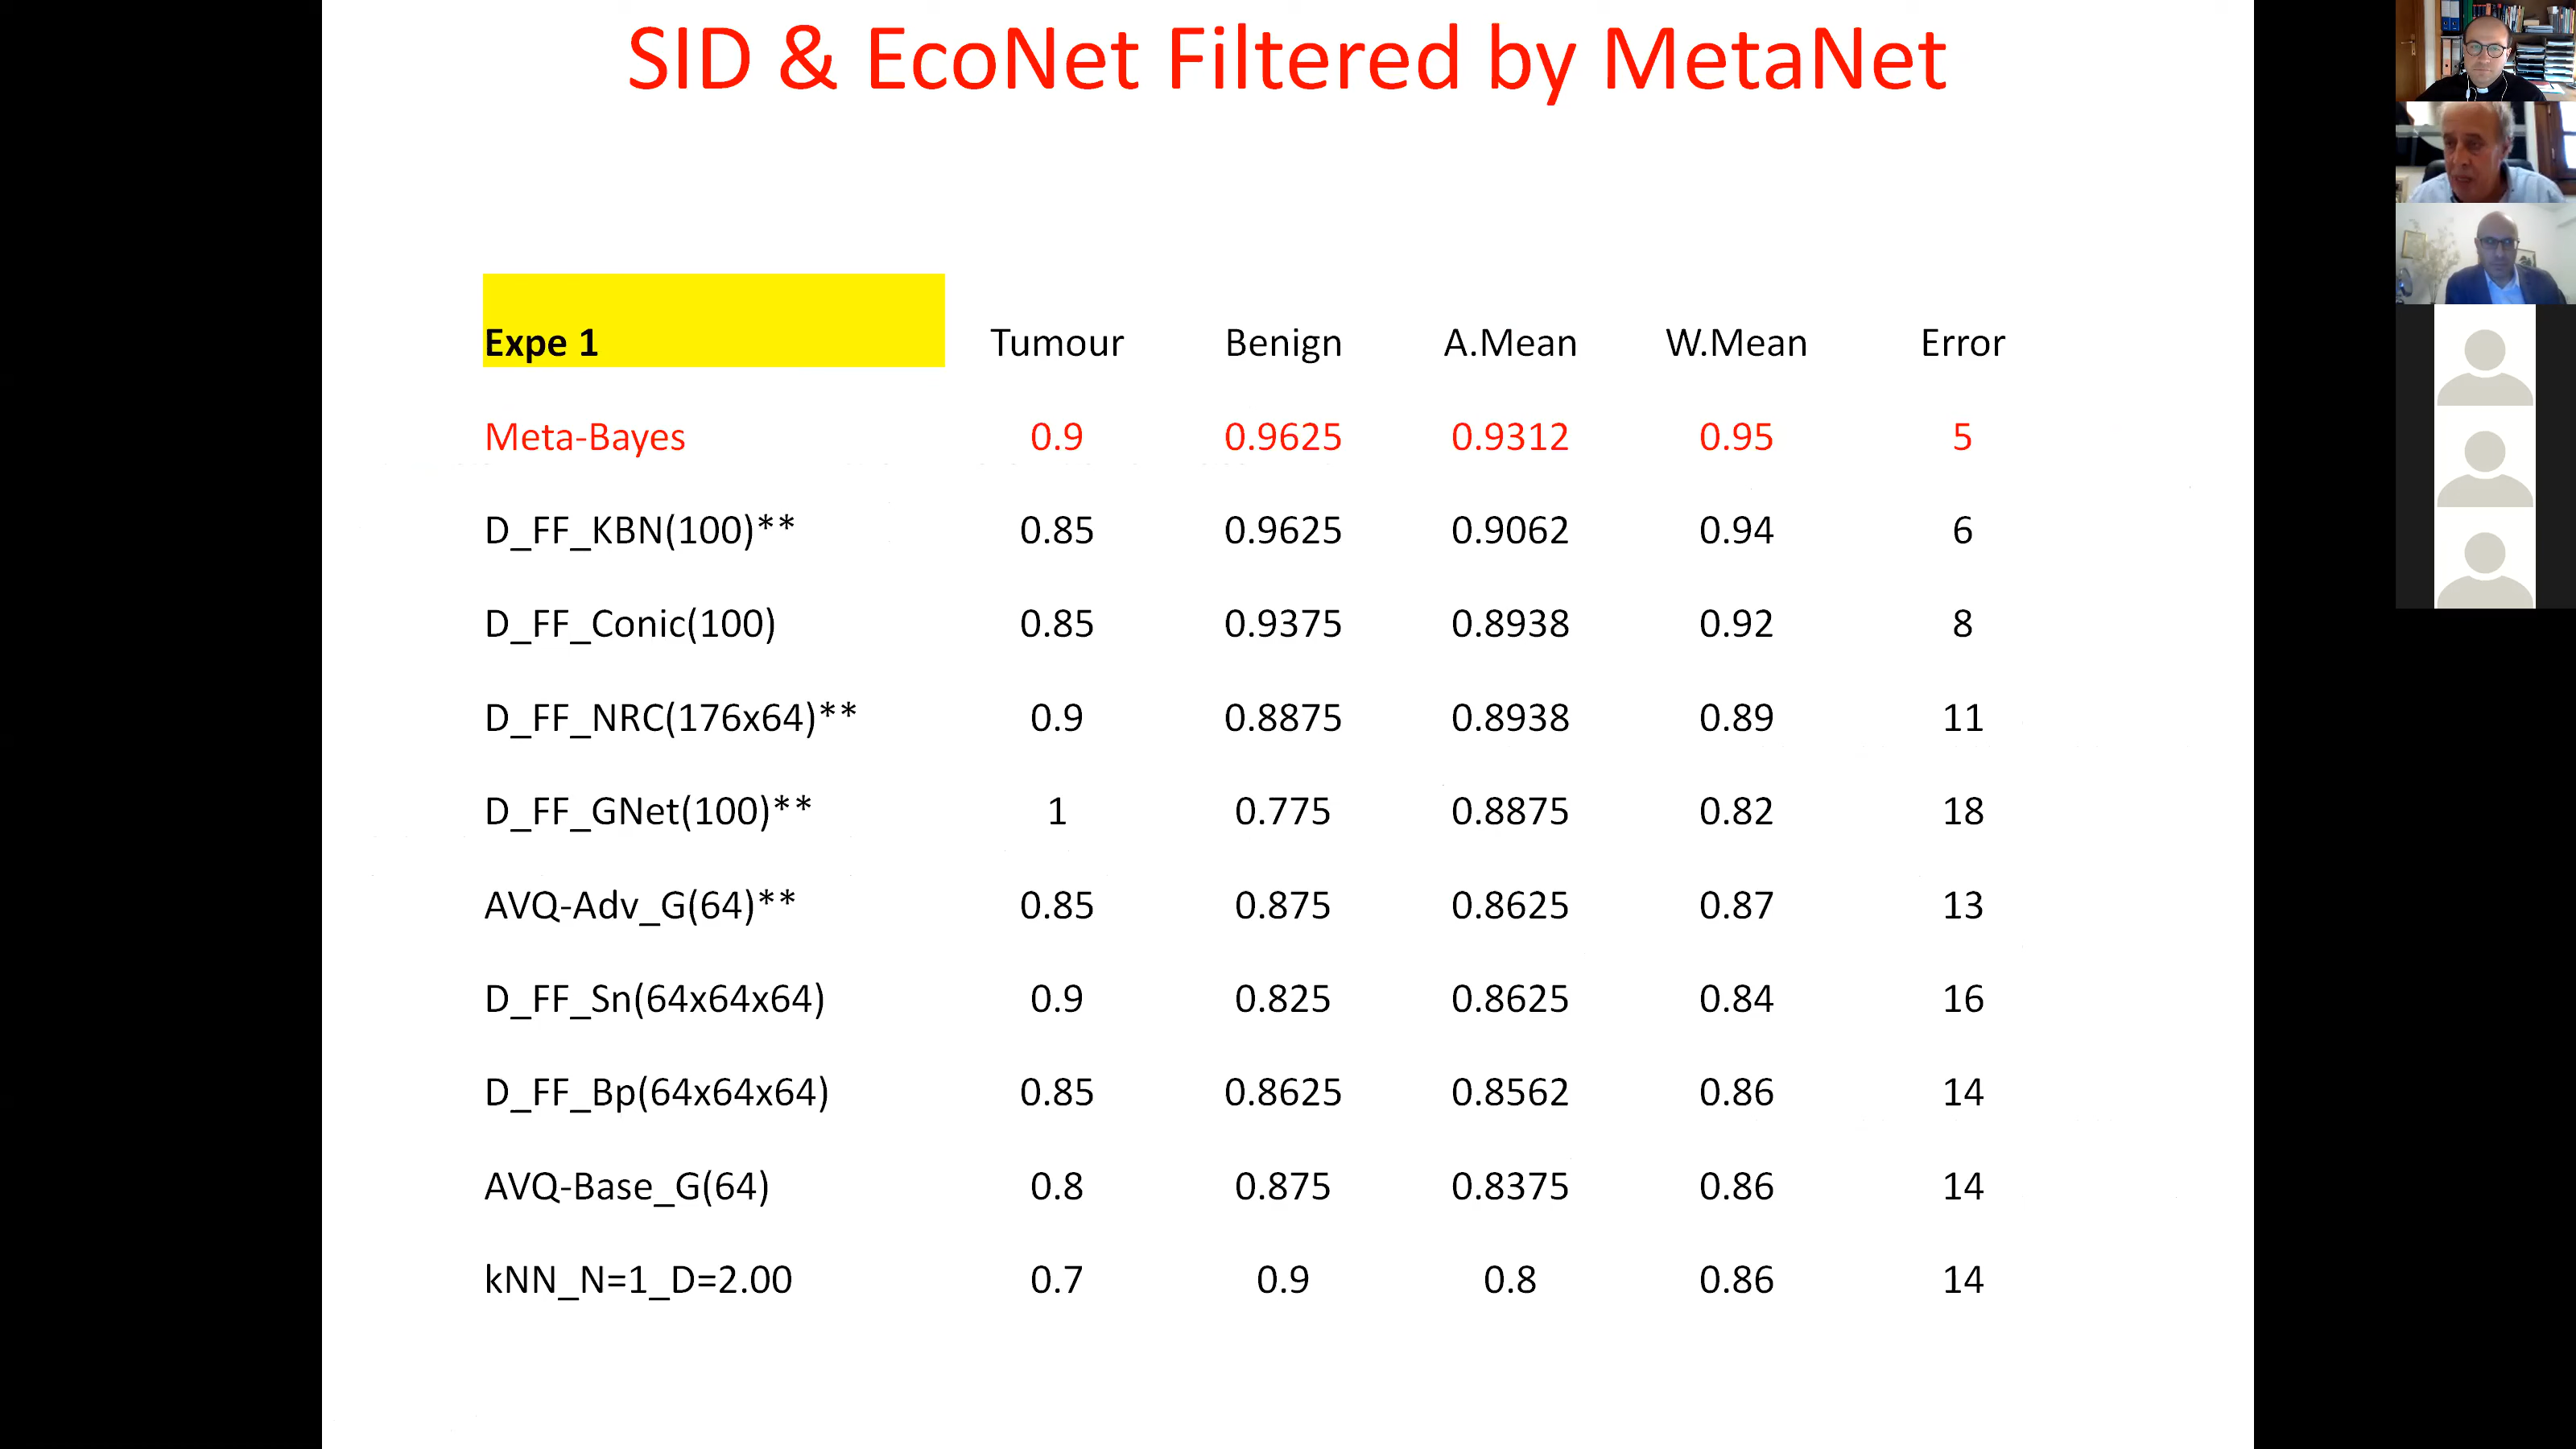 SID & EcoNet Filtered by MetaNet
Expe 1 Tumour Benign A.Mean W.Mean Error
Meta-Bayes 0.9 0.9625 0.9312 0.95 5
D_FF_KBN(100)** 0.85 0.9625 0.9062 0.94 6
D_FF_Conic(100) 0.85 0.9375 0.8938 0.92 8
D_FF_NRC(176x64)** 0.9 0.8875 0.8938 0.89 11
D_FF_GNet(100)** 1 0.775 0.8875 0.82 18
AVQ-Adv_G(64)** 0.85 0.875 0.8625 0.87 13
D_FF_Sn(64x64x64) 0.9 0.825 0.8625 0.84 16
D_FF_Bp(64x64x64) 0.85 0.8625 0.8562 0.86 14
AVQ-Base_G(64) 0.8 0.875 0.8375 0.86 14
kNN_N=1_D=2.00 0.7 0.9 0.8 0.86 14